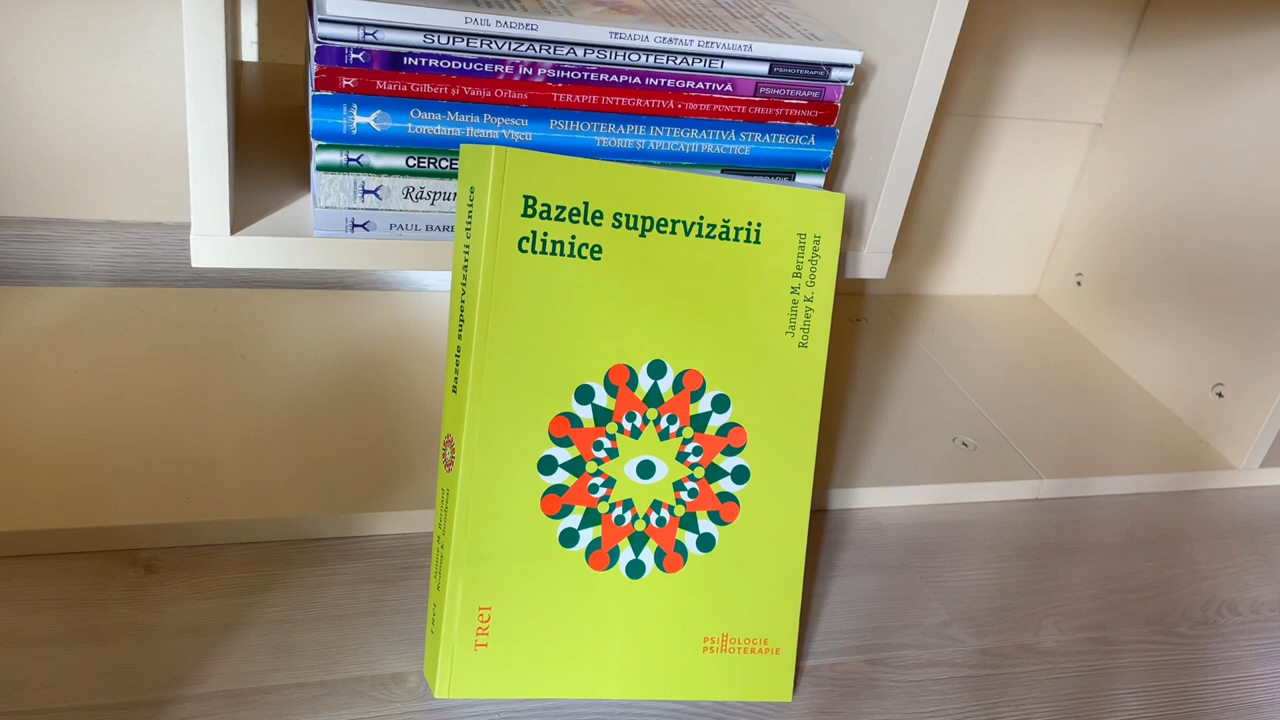 PAUL BARBER TERAPIA GESTALT REEVALUATĂ
SUPERVIZAREA PSIHOTERAPIEI PSIHOTERAPIE
INTRODUCERE ÎN PSIHOTERAPIA INTEGRATIVĂ PSIHOTERAPIE
Maria Gilbert și Vanja Orlans TERAPIE INTEGRATIVĂ • 100 DE PUNCTE CHEIE ȘI TEHNICI
Oana-Maria Popescu PSIHOTERAPIE INTEGRATIVĂ STRATEGICĂ
Loredana-Ileana Vîșcu TEORIE ȘI APLICAȚII PRACTICE
CERCE
Răspun
PAUL BARB
Bazele supervizării
clinice
Janine M. Bernard
Rodney K. Goodyear
TREI
PSIHOLOGIE
PSIHOTERAPIE
Bazele supervizării clinice
Janine M. Bernard
Rodney K. Goodyear
TREI